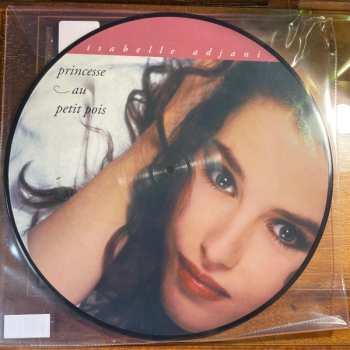 isabelle adjani
princesse
au
petit pois